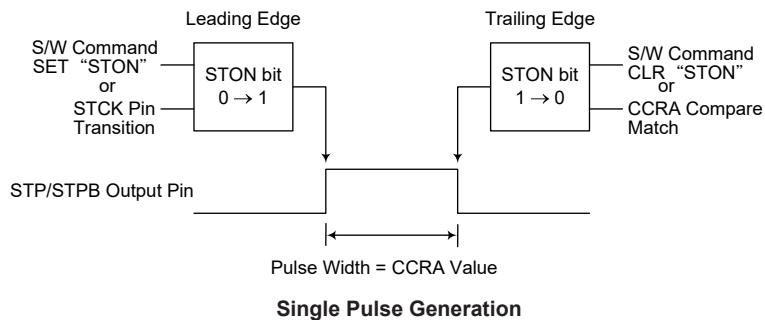 Leading Edge
Trailing Edge
S/W Command
SET “STON”
or
STCK Pin
Transition
STON bit
0 → 1
STON bit
1 → 0
S/W Command
CLR “STON”
or
CCRA Compare
Match
STP/STPB Output Pin
Pulse Width = CCRA Value
Single Pulse Generation